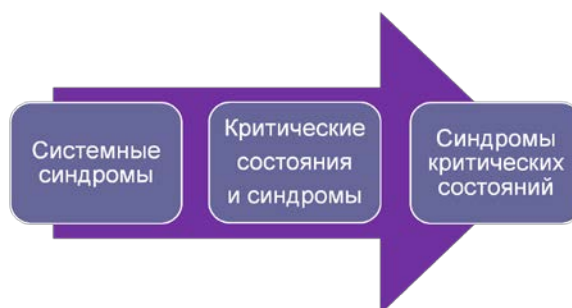 Системные
синдромы
Критические
состояния
и синдромы
Синдромы
критических
состояний